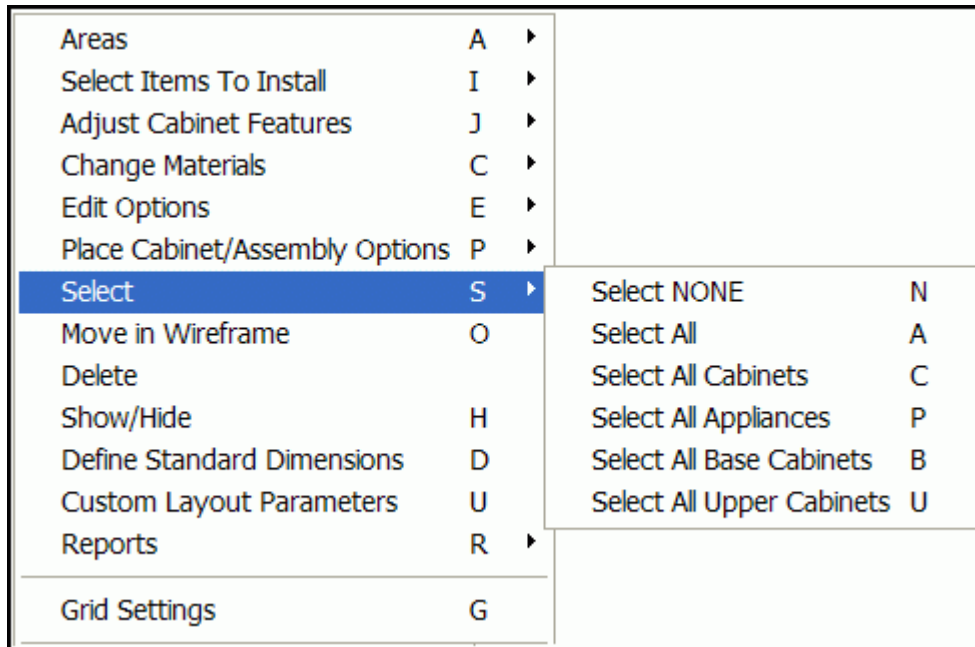 Areas A
Select Items To Install I
Adjust Cabinet Features J
Change Materials C
Edit Options E
Place Cabinet/Assembly Options P
Select S
Select NONE N
Move in Wireframe O
Select All A
Delete
Select All Cabinets C
Show/Hide H
Select All Appliances P
Define Standard Dimensions D
Select All Base Cabinets B
Custom Layout Parameters U
Select All Upper Cabinets U
Reports R
Grid Settings G